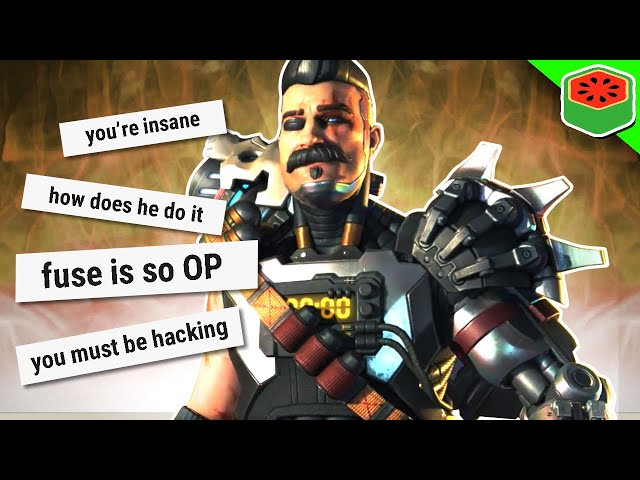 you're insane
how does he do it
fuse is so OP
you must be hacking
00:00